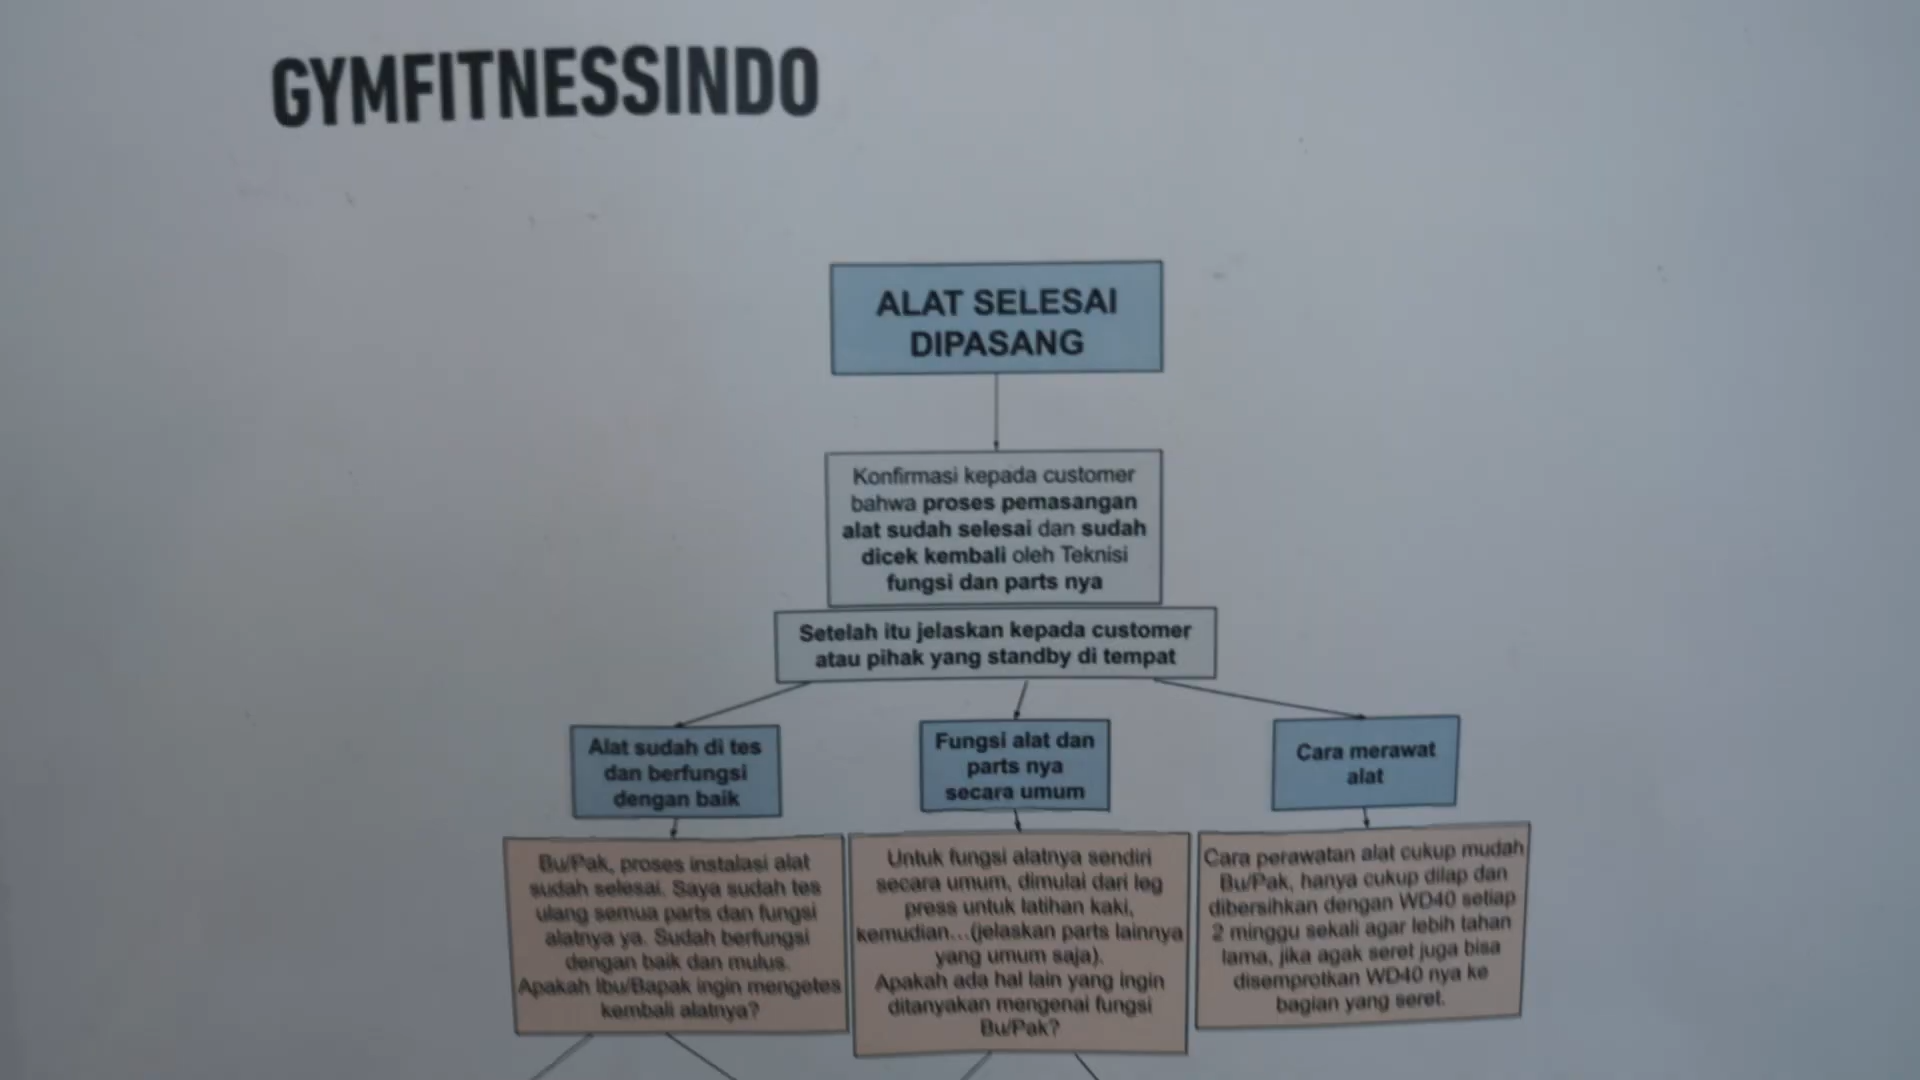 GYMFITNESSINDO
ALAT SELESAI
DIPASANG
Konfirmasi kepada customer
bahwa proses pemasangan
alat sudah selesai dan sudah
dicek kembali oleh Teknisi
fungsi dan parts nya
Setelah itu jelaskan kepada customer
atau pihak yang standby di tempat
Alat sudah di tes
dan berfungsi
dengan baik
Bu/Pak, proses instalasi alat
sudah selesai. Saya sudah tes
ulang semua parts dan fungsi
alatnya ya. Sudah berfungsi
dengan baik dan mulus.
Apakah Ibu/Bapak ingin mengetes
kembali alatnya?
Fungsi alat dan
parts nya
secara umum
Untuk fungsi alatnya sendiri
secara umum, dimulai dari leg
press untuk latihan kaki,
kemudian...(jelaskan parts lainnya
yang umum saja).
Apakah ada hal lain yang ingin
ditanyakan mengenai fungsi
Bu/Pak?
Cara merawat
alat
Cara perawatan alat cukup mudah
Bu/Pak, hanya cukup dilap dan
dibersihkan dengan WD40 setiap
2 minggu sekali agar lebih tahan
lama, jika agak seret juga bisa
disemprotkan WD40 nya ke
bagian yang seret.